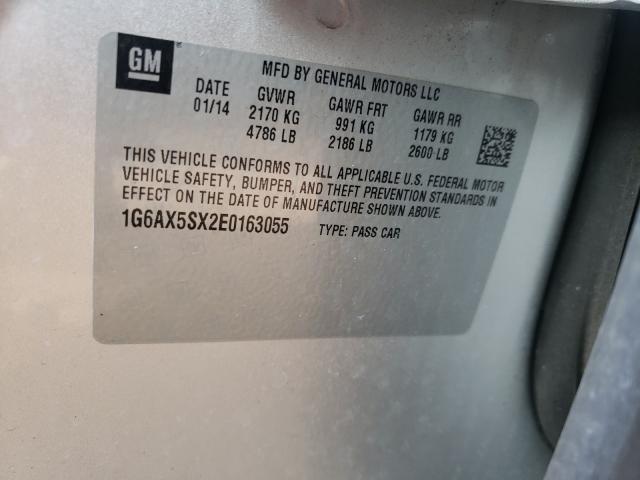 GM
MFD BY GENERAL MOTORS LLC
DATE GVWR GAWR FRT GAWR RR
01/14 2170 KG 991 KG 1179 KG
4786 LB 2186 LB 2600 LB
THIS VEHICLE CONFORMS TO ALL APPLICABLE U.S. FEDERAL MOTOR
VEHICLE SAFETY, BUMPER, AND THEFT PREVENTION STANDARDS IN
EFFECT ON THE DATE OF MANUFACTURE SHOWN ABOVE.
1G6AX5SX2E0163055 TYPE: PASS CAR